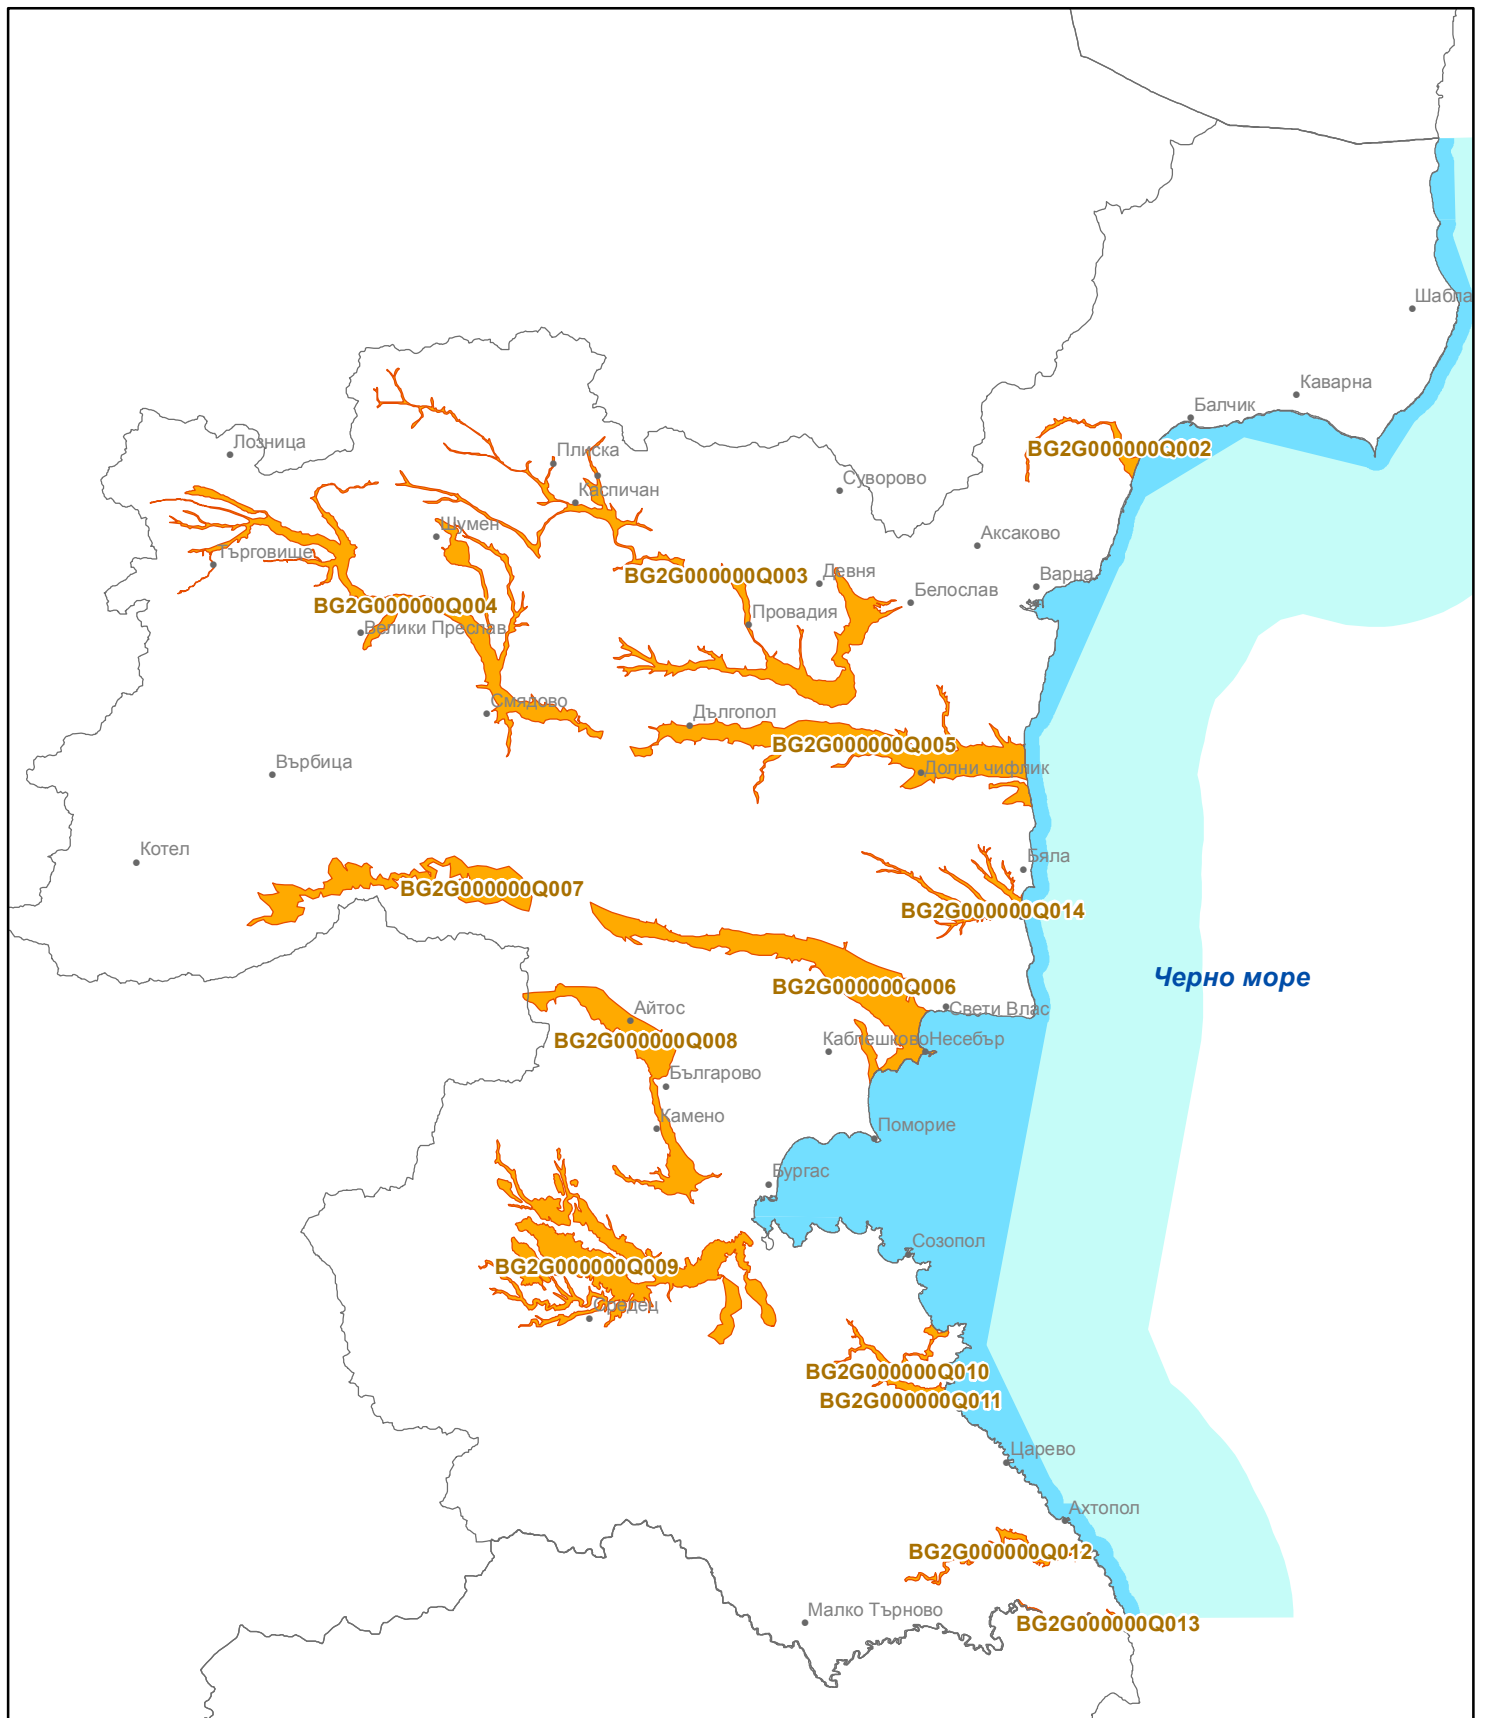 Шабла
Каварна
Балчик
BG2G000000Q002
Лозница
Плиска
Суворово
Каспичан
Шумен
Аксаково
Търговище
BG2G000000Q003
Девня
Варна
Белослав
BG2G000000Q004
Провадия
Велики Преслав
Смядово
Дългопол
BG2G000000Q005
Долни чифлик
Върбица
Котел
Бяла
BG2G000000Q007
BG2G000000Q014
Черно море
BG2G000000Q006
Свети Влас
Айтос
BG2G000000Q008
Каблешково
Несебър
Българово
Камено
Поморие
Бургас
Созопол
BG2G000000Q009
Средец
BG2G000000Q010
BG2G000000Q011
Царево
Ахтопол
BG2G000000Q012
Малко Търново
BG2G000000Q013